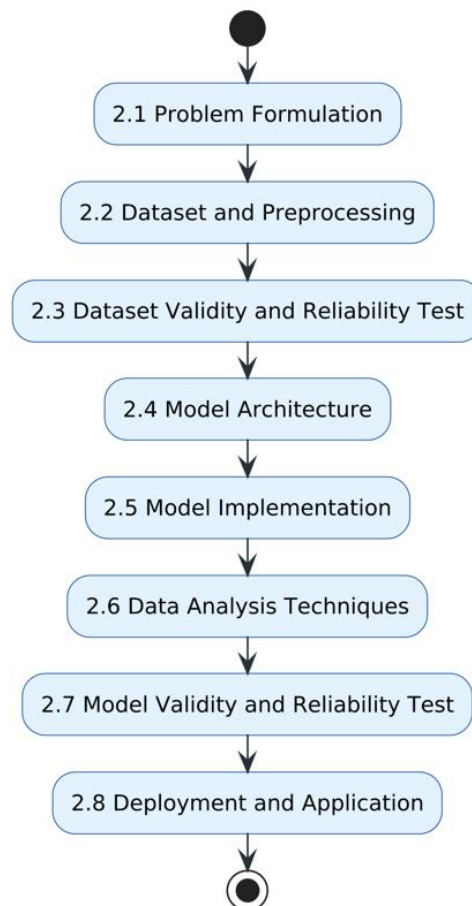 2.1 Problem Formulation
2.2 Dataset and Preprocessing
2.3 Dataset Validity and Reliability Test
2.4 Model Architecture
2.5 Model Implementation
2.6 Data Analysis Techniques
2.7 Model Validity and Reliability Test
2.8 Deployment and Application